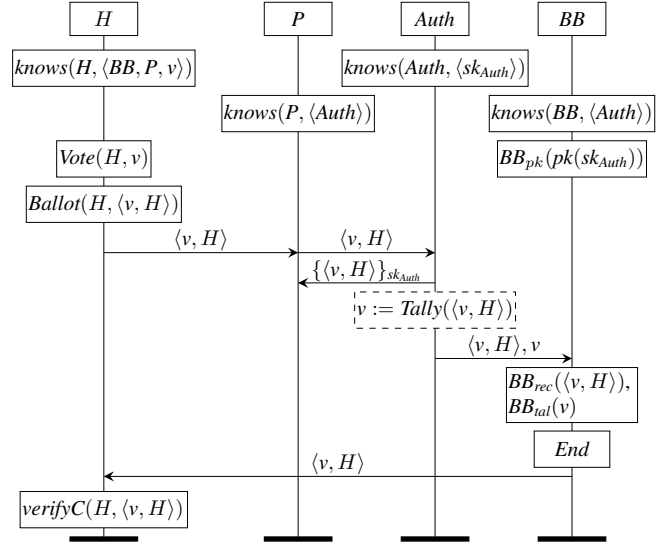 H P Auth BB
knows(H, ⟨BB, P, v⟩) knows(Auth, ⟨sk_Auth⟩)
knows(P, ⟨Auth⟩) knows(BB, ⟨Auth⟩)
Vote(H, v) BB_pk(pk(sk_Auth))
Ballot(H, ⟨v, H⟩)
⟨v, H⟩ ⟨v, H⟩
{⟨v, H⟩}_sk_Auth
v := Tally(⟨v, H⟩)
⟨v, H⟩, v
BB_rec(⟨v, H⟩),
BB_tal(v)
End
⟨v, H⟩
verifyC(H, ⟨v, H⟩)